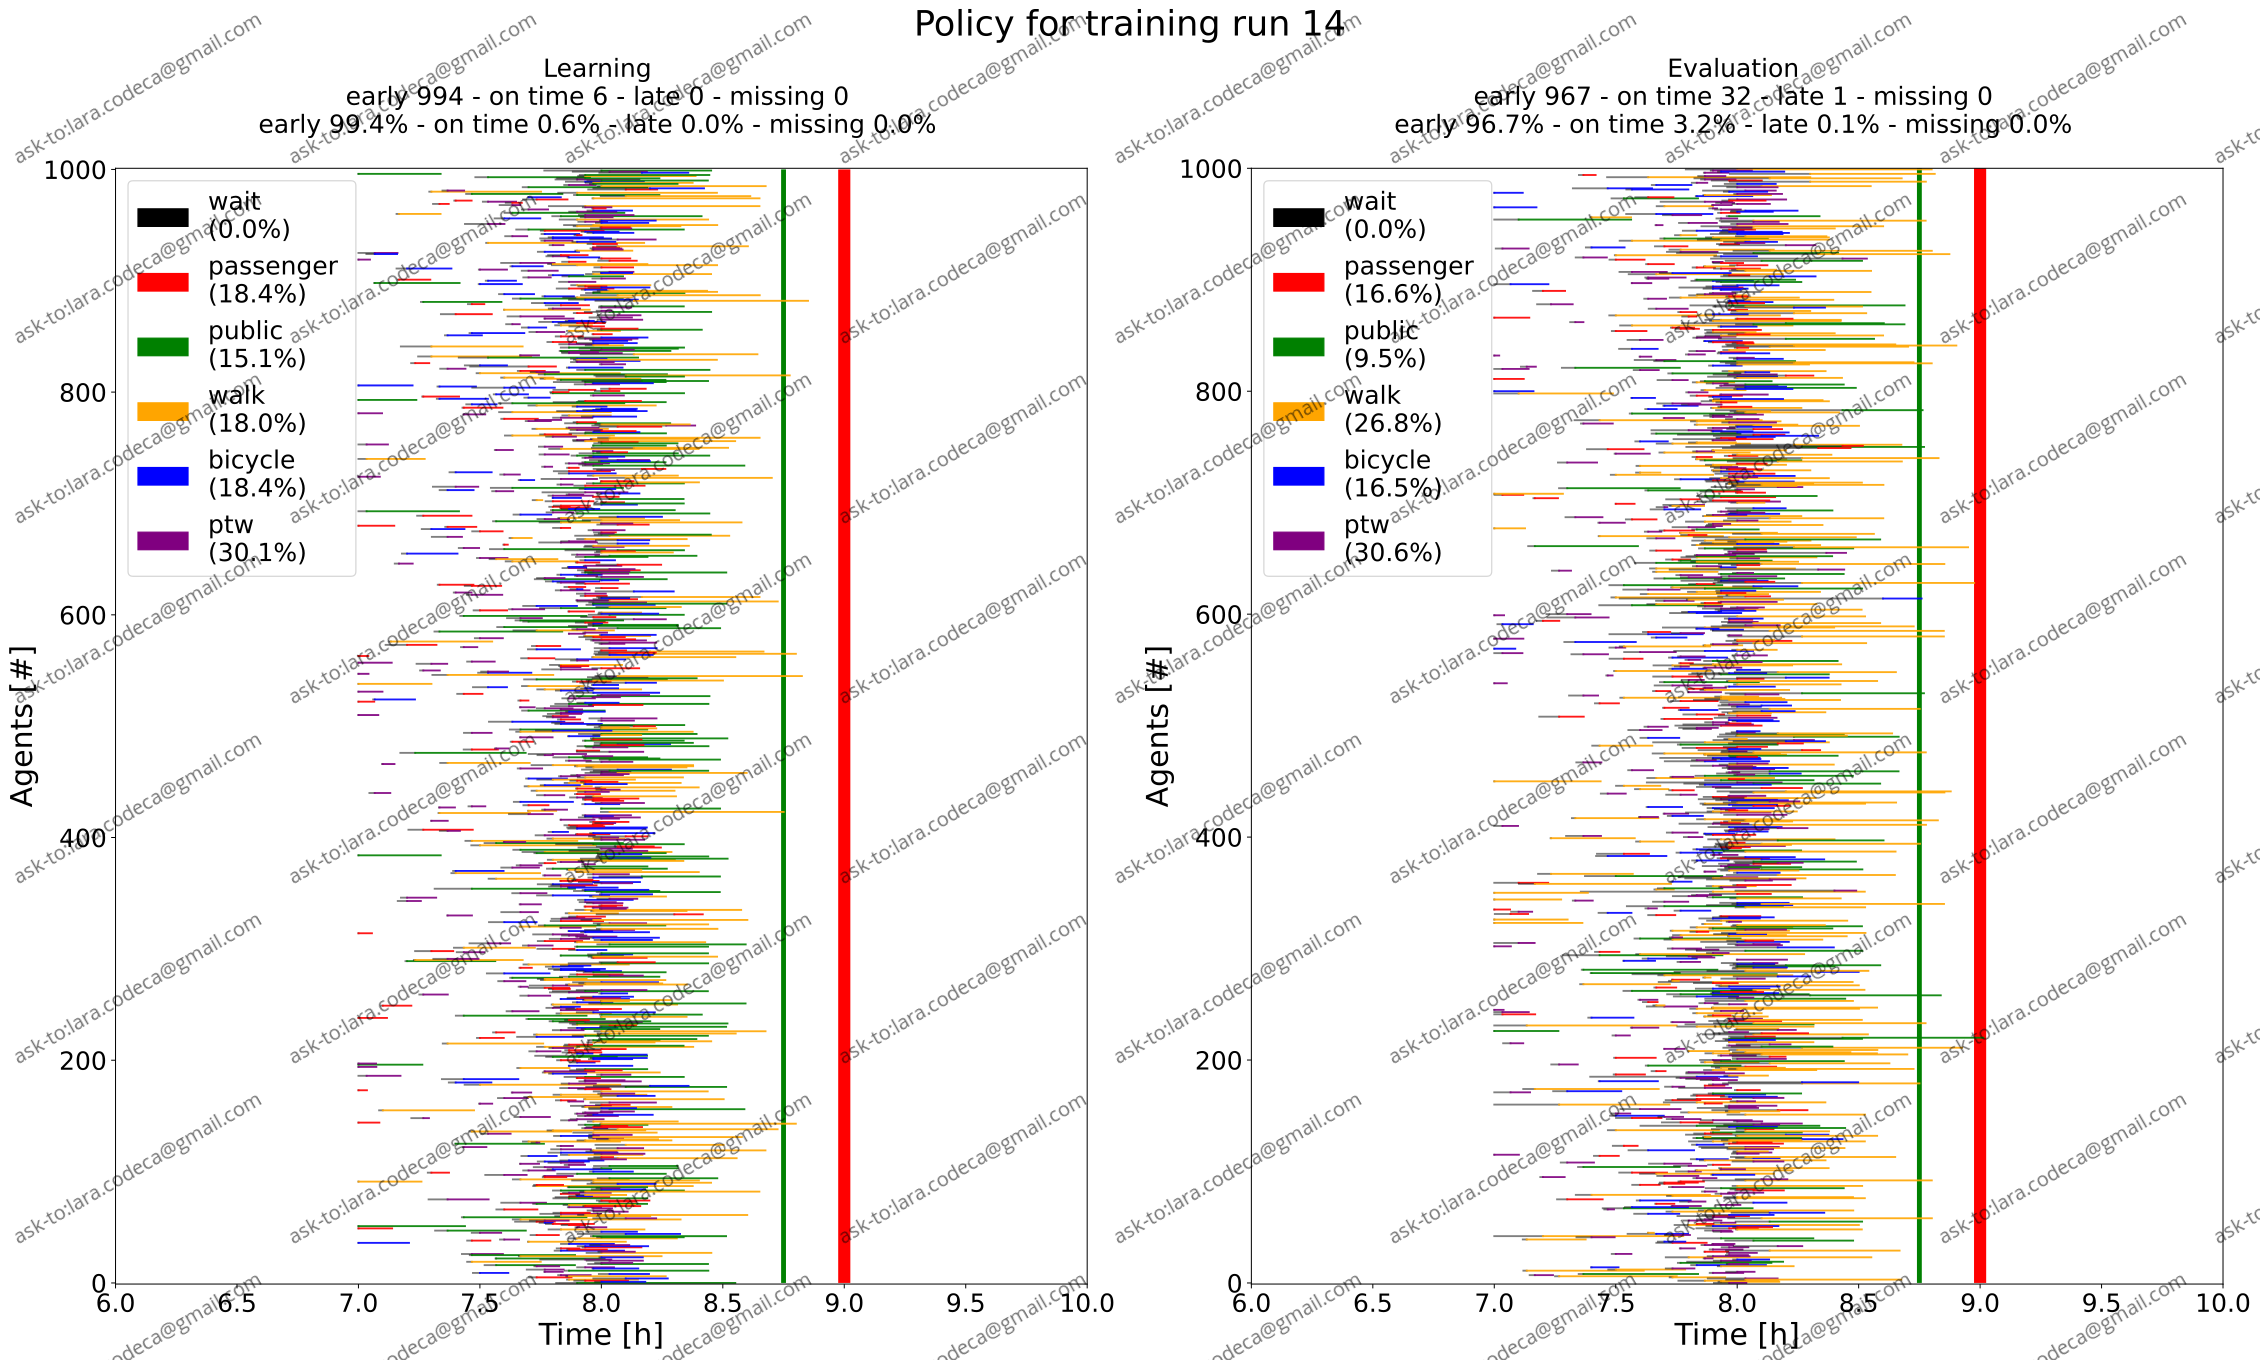 Policy for training run 14
Learning
early 994 - on time 6 - late 0 - missing 0
early 99.4% - on time 0.6% - late 0.0% - missing 0.0%
wait
(0.0%)
passenger
(18.4%)
public
(15.1%)
walk
(18.0%)
bicycle
(18.4%)
ptw
(30.1%)
Agents [#]
1000
800
600
400
200
0
6.0 6.5 7.0 7.5 8.0 8.5 9.0 9.5 10.0
Time [h]
Evaluation
early 967 - on time 32 - late 1 - missing 0
early 96.7% - on time 3.2% - late 0.1% - missing 0.0%
wait
(0.0%)
passenger
(16.6%)
public
(9.5%)
walk
(26.8%)
bicycle
(16.5%)
ptw
(30.6%)
Agents [#]
1000
800
600
400
200
0
6.0 6.5 7.0 7.5 8.0 8.5 9.0 9.5 10.0
Time [h]
ask-to:lara.codeca@gmail.com